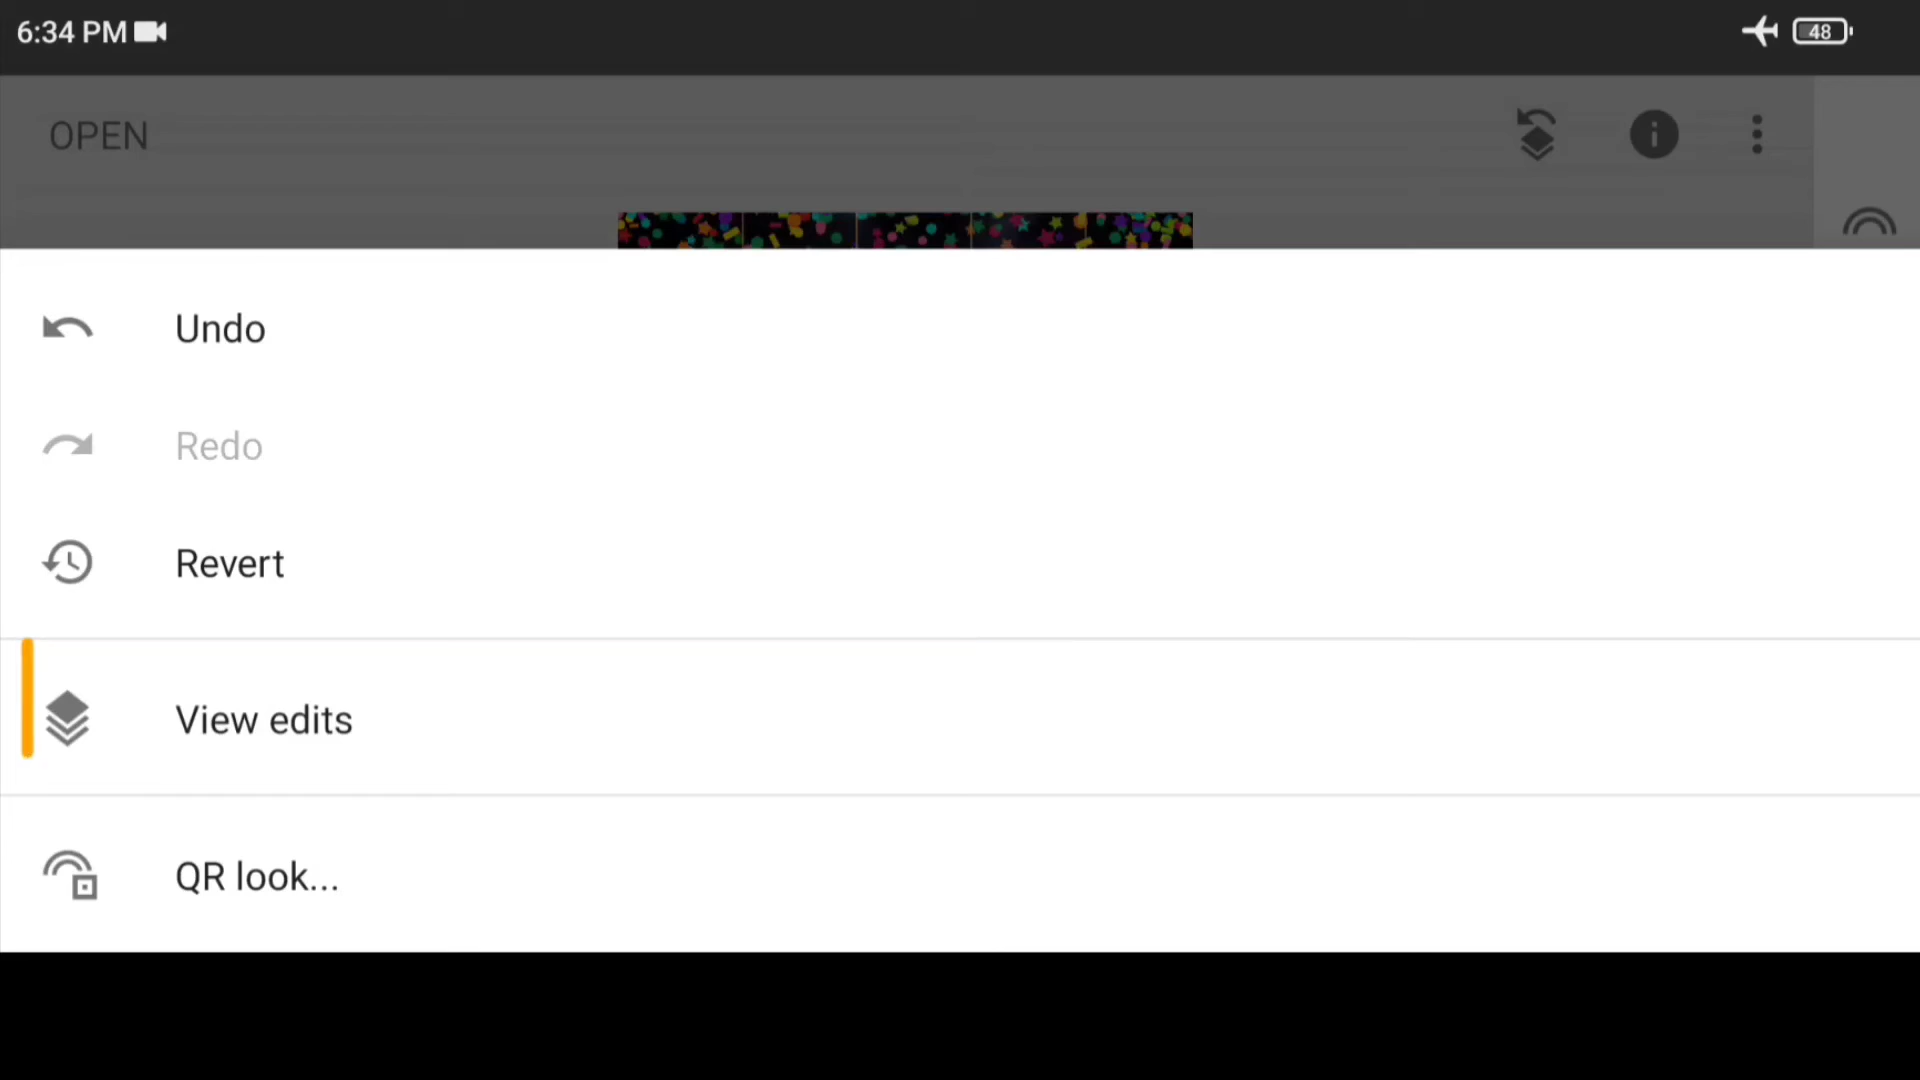 6:34 PM
48
OPEN
Undo
Redo
Revert
View edits
QR look...